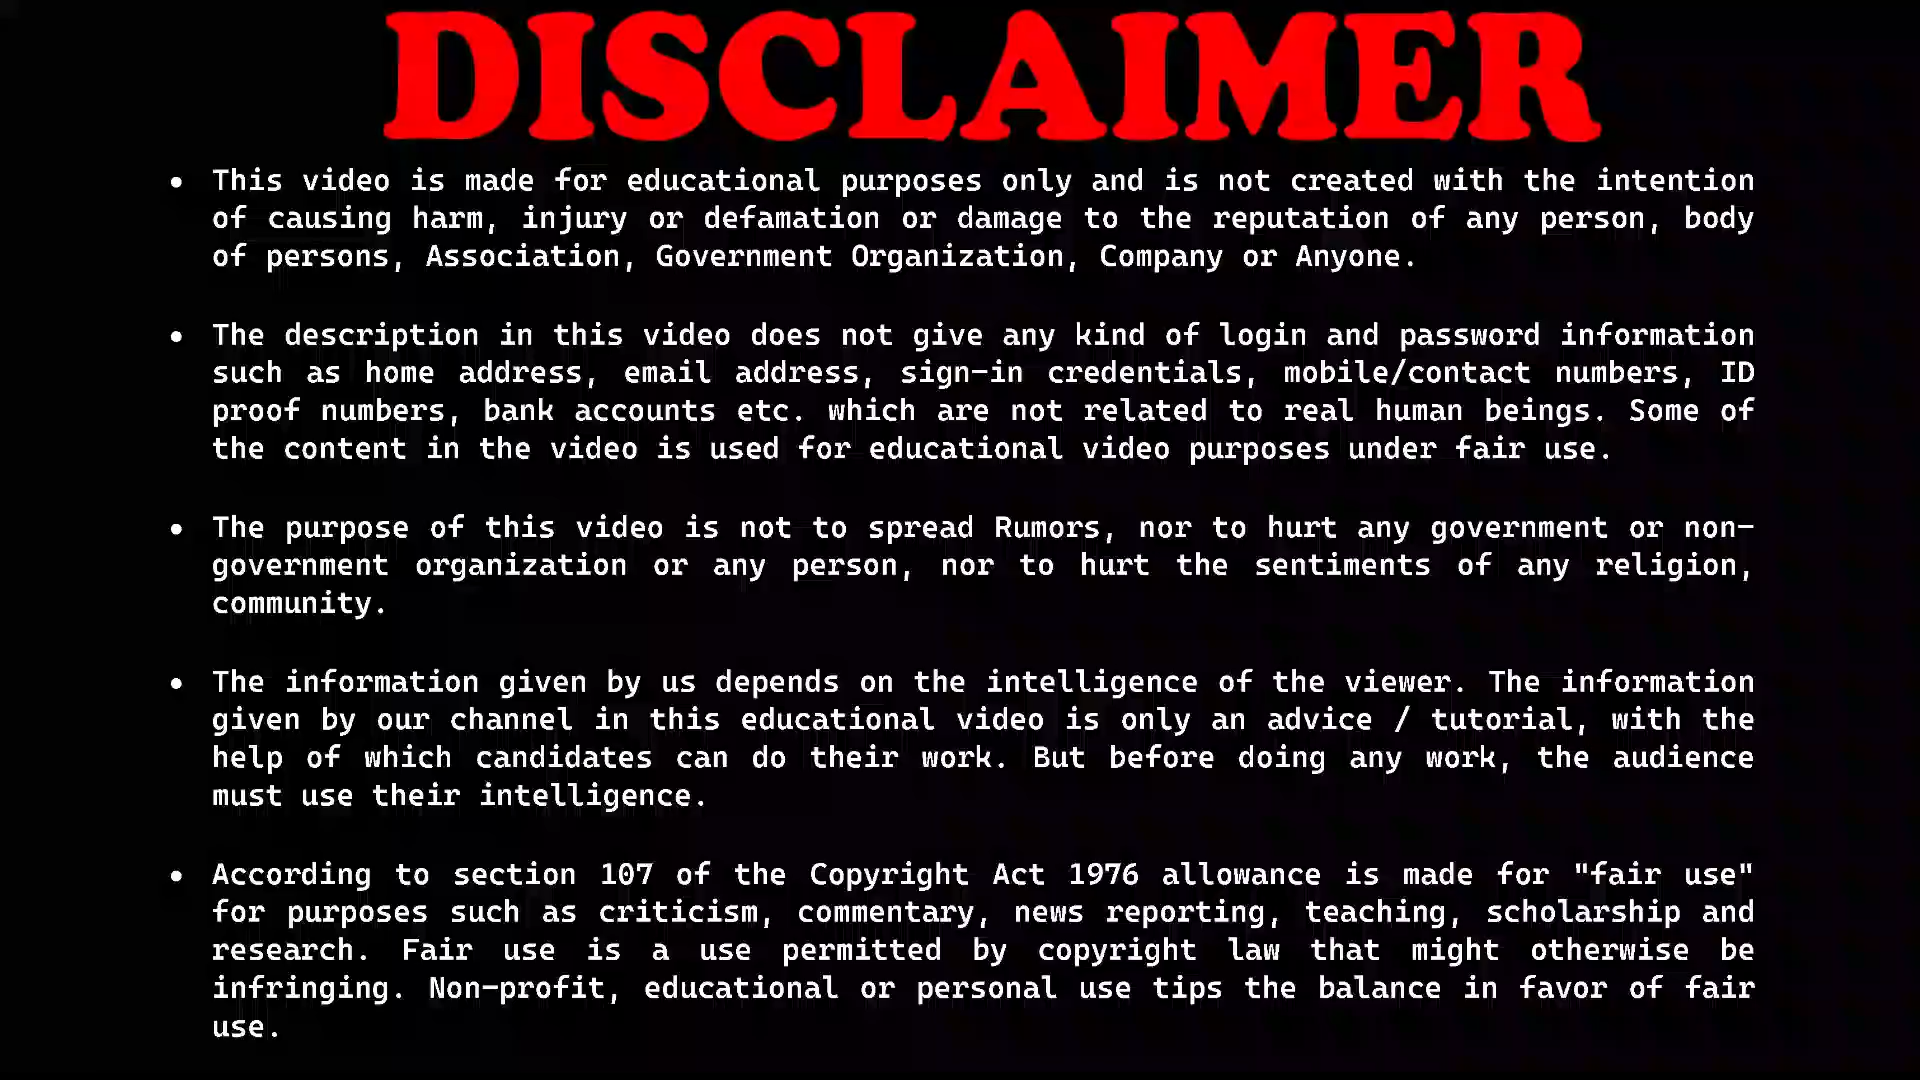 DISCLAIMER
• This video is made for educational purposes only and is not created with the intention
of causing harm, injury or defamation or damage to the reputation of any person, body
of persons, Association, Government Organization, Company or Anyone.
• The description in this video does not give any kind of login and password information
such as home address, email address, sign-in credentials, mobile/contact numbers, ID
proof numbers, bank accounts etc. which are not related to real human beings. Some of
the content in the video is used for educational video purposes under fair use.
• The purpose of this video is not to spread Rumors, nor to hurt any government or non-
government organization or any person, nor to hurt the sentiments of any religion,
community.
• The information given by us depends on the intelligence of the viewer. The information
given by our channel in this educational video is only an advice / tutorial, with the
help of which candidates can do their work. But before doing any work, the audience
must use their intelligence.
• According to section 107 of the Copyright Act 1976 allowance is made for "fair use"
for purposes such as criticism, commentary, news reporting, teaching, scholarship and
research. Fair use is a use permitted by copyright law that might otherwise be
infringing. Non-profit, educational or personal use tips the balance in favor of fair
use.